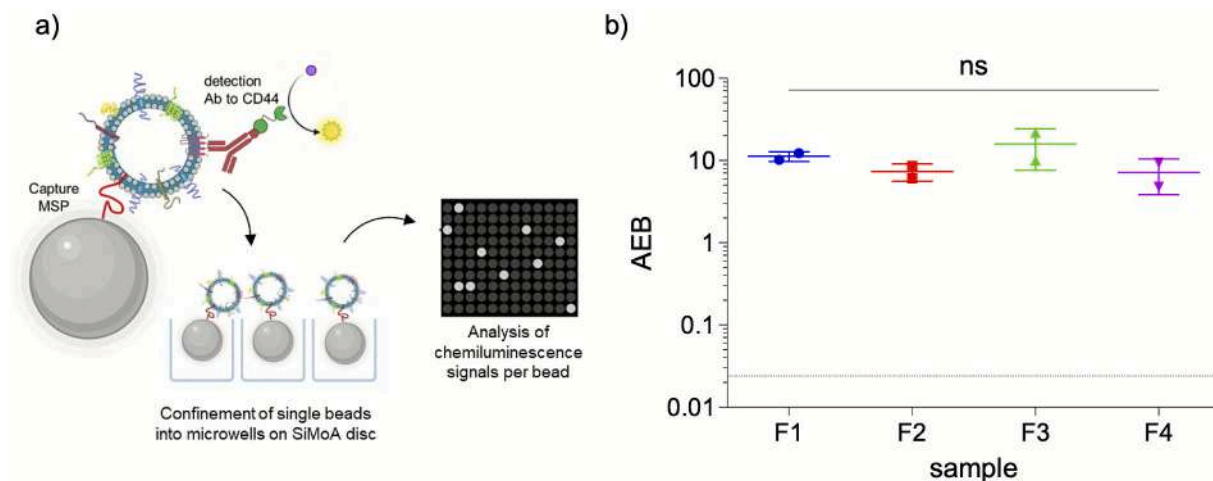 a)
detection
Ab to CD44
Capture
MSP
Confinement of single beads
into microwells on SiMoA disc
Analysis of
chemiluminescence
signals per bead
b)
ns
100
10
1
0.1
0.01
AEB
F1 F2 F3 F4
sample